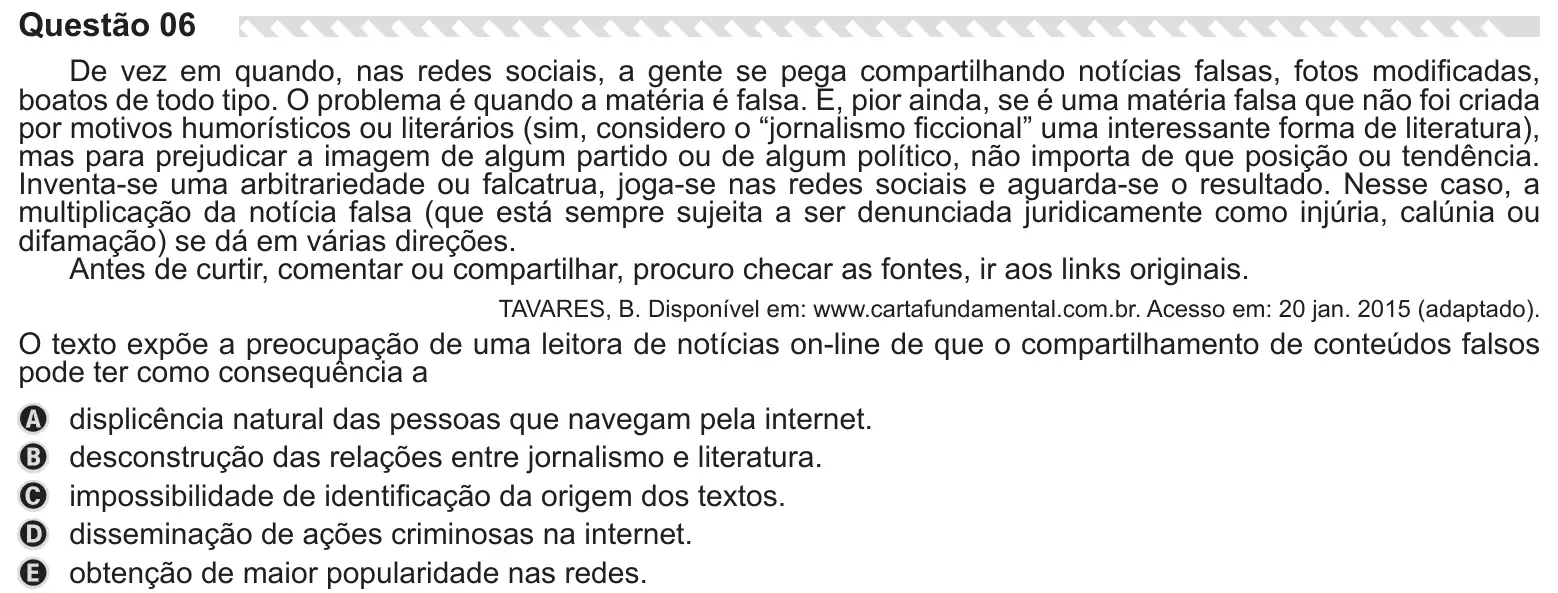 Questão 06
De vez em quando, nas redes sociais, a gente se pega compartilhando notícias falsas, fotos modificadas,
boatos de todo tipo. O problema é quando a matéria é falsa. E, pior ainda, se é uma matéria falsa que não foi criada
por motivos humorísticos ou literários (sim, considero o “jornalismo ficcional” uma interessante forma de literatura),
mas para prejudicar a imagem de algum partido ou de algum político, não importa de que posição ou tendência.
Inventa-se uma arbitrariedade ou falcatrua, joga-se nas redes sociais e aguarda-se o resultado. Nesse caso, a
multiplicação da notícia falsa (que está sempre sujeita a ser denunciada juridicamente como injúria, calúnia ou
difamação) se dá em várias direções.
Antes de curtir, comentar ou compartilhar, procuro checar as fontes, ir aos links originais.
TAVARES, B. Disponível em: www.cartafundamental.com.br. Acesso em: 20 jan. 2015 (adaptado).
O texto expõe a preocupação de uma leitora de notícias on-line de que o compartilhamento de conteúdos falsos
pode ter como consequência a
A displicência natural das pessoas que navegam pela internet.
B desconstrução das relações entre jornalismo e literatura.
C impossibilidade de identificação da origem dos textos.
D disseminação de ações criminosas na internet.
E obtenção de maior popularidade nas redes.